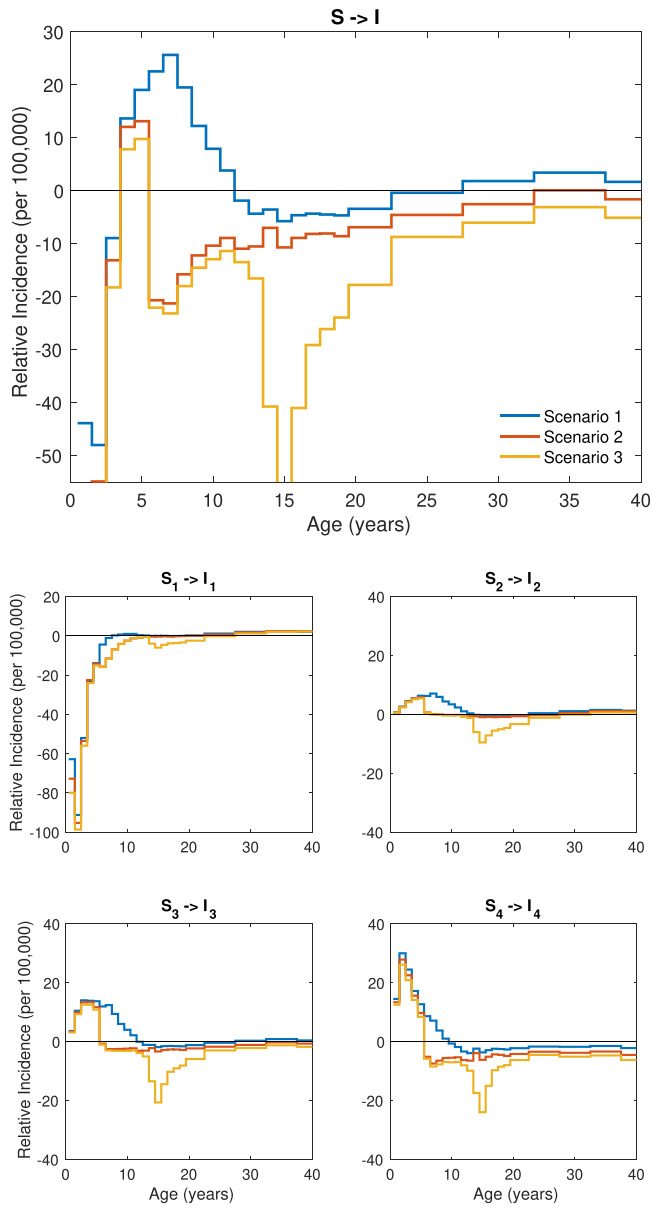 S -> I
Relative Incidence (per 100,000)
30
20
10
0
-10
-20
-30
-40
-50
0 5 10 15 20 25 30 35 40
Age (years)
Scenario 1
Scenario 2
Scenario 3
S1 -> I1
Relative Incidence (per 100,000)
20
0
-20
-40
-60
-80
-100
0 10 20 30 40
S2 -> I2
40
20
0
-20
-40
0 10 20 30 40
S3 -> I3
Relative Incidence (per 100,000)
40
20
0
-20
-40
0 10 20 30 40
Age (years)
S4 -> I4
40
20
0
-20
-40
0 10 20 30 40
Age (years)